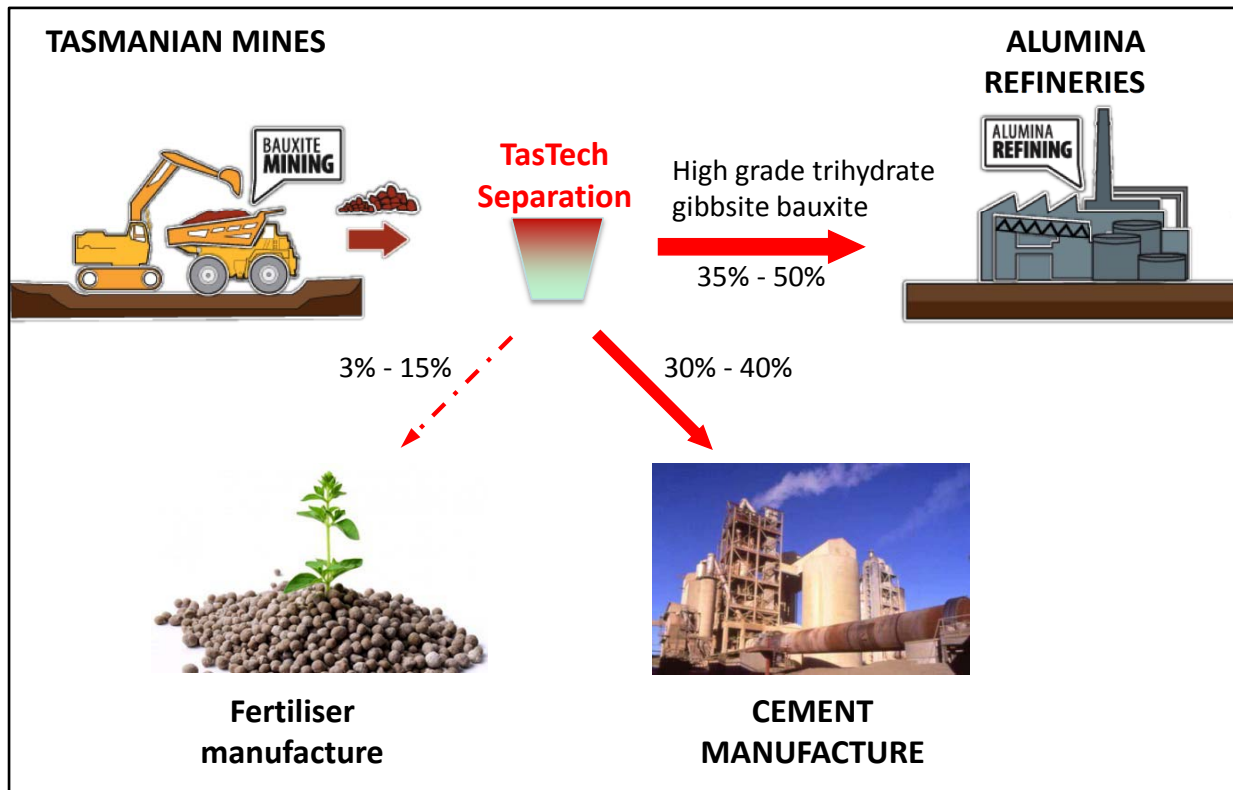 TASMANIAN MINES
ALUMINA
REFINERIES
BAUXITE
MINING
ALUMINA
REFINING
TasTech
Separation
High grade trihydrate
gibbsite bauxite
35% - 50%
3% - 15%
30% - 40%
Fertiliser
manufacture
CEMENT
MANUFACTURE